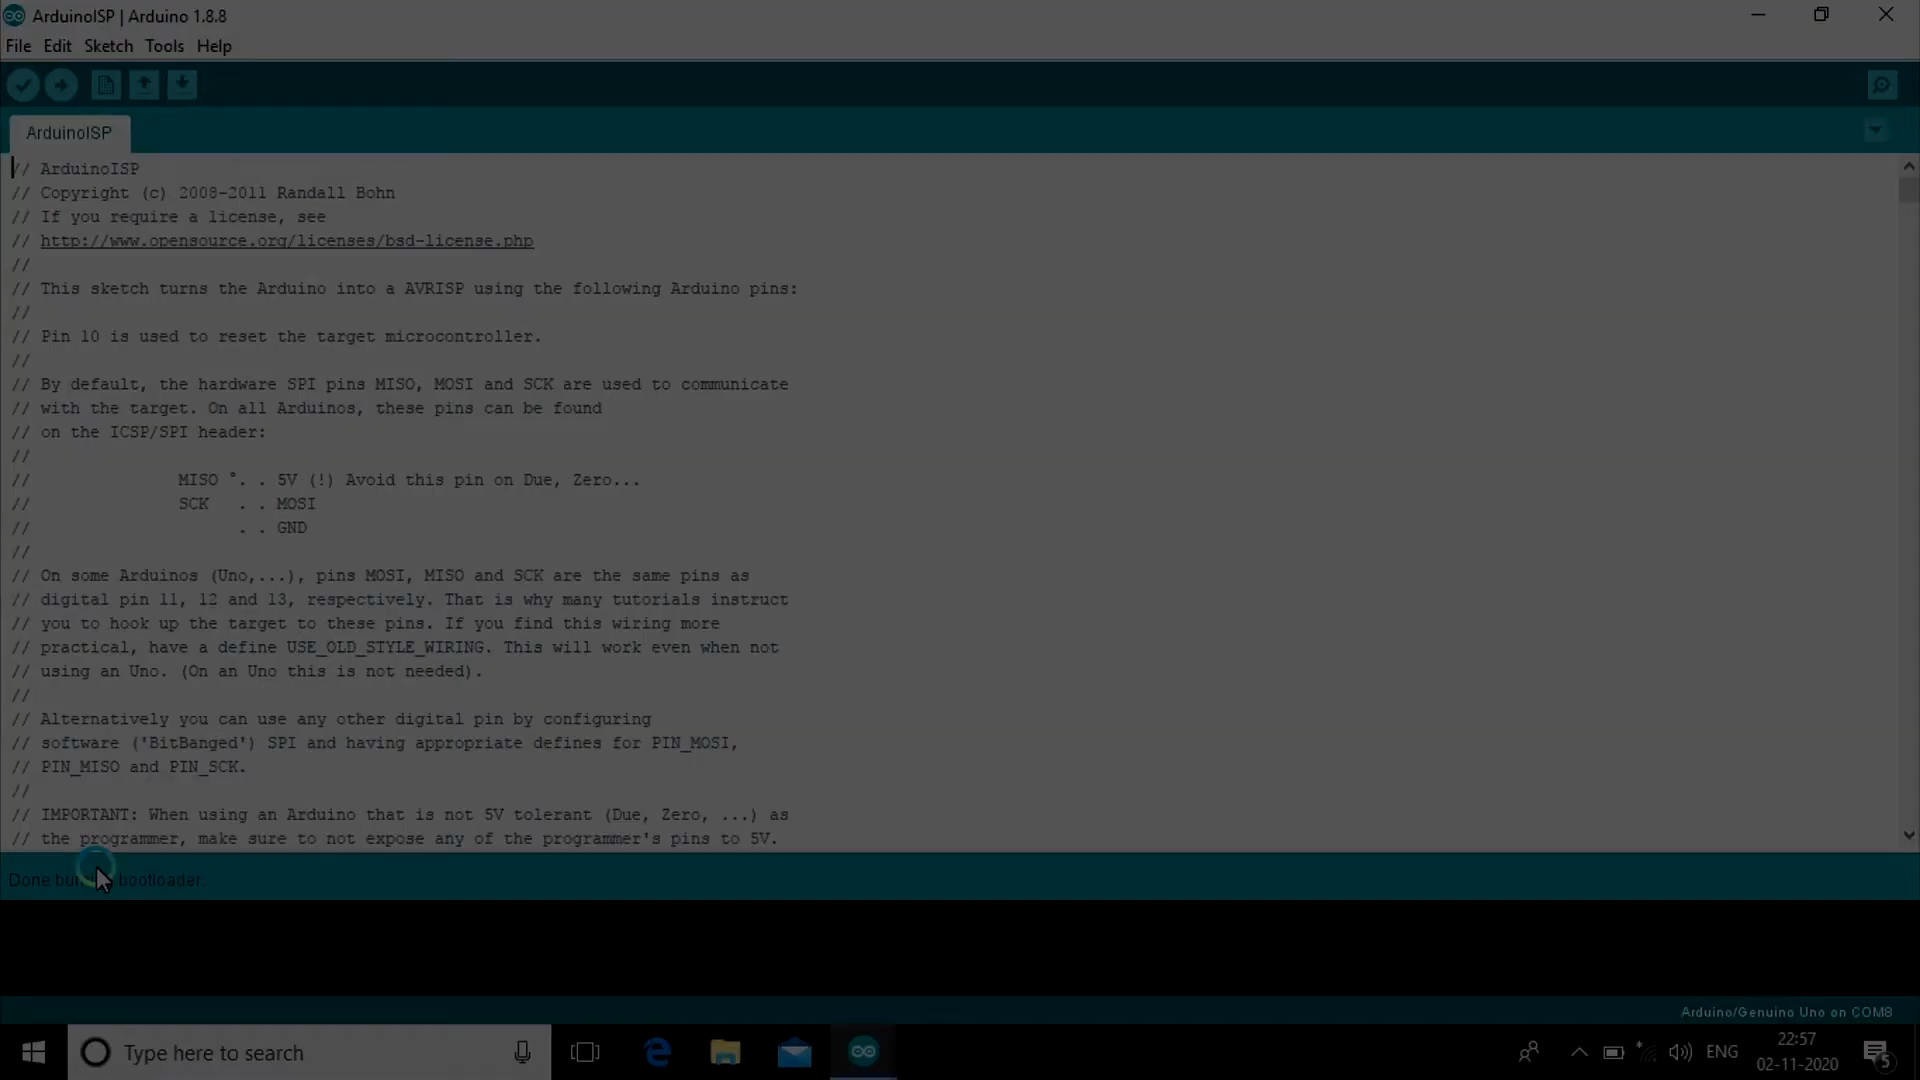 ArduinoISP | Arduino 1.8.8
File Edit Sketch Tools Help
ArduinoISP
// ArduinoISP
// Copyright (c) 2008-2011 Randall Bohn
// If you require a license, see
// http://www.opensource.org/licenses/bsd-license.php
//
// This sketch turns the Arduino into a AVRISP using the following Arduino pins:
//
// Pin 10 is used to reset the target microcontroller.
//
// By default, the hardware SPI pins MISO, MOSI and SCK are used to communicate
// with the target. On all Arduinos, these pins can be found
// on the ICSP/SPI header:
//
// MISO °. . 5V (!) Avoid this pin on Due, Zero...
// SCK . . MOSI
// . . GND
//
// On some Arduinos (Uno,...), pins MOSI, MISO and SCK are the same pins as
// digital pin 11, 12 and 13, respectively. That is why many tutorials instruct
// you to hook up the target to these pins. If you find this wiring more
// practical, have a define USE_OLD_STYLE_WIRING. This will work even when not
// using an Uno. (On an Uno this is not needed).
//
// Alternatively you can use any other digital pin by configuring
// software ('BitBanged') SPI and having appropriate defines for PIN_MOSI,
// PIN_MISO and PIN_SCK.
//
// IMPORTANT: When using an Arduino that is not 5V tolerant (Due, Zero, ...) as
// the programmer, make sure to not expose any of the programmer's pins to 5V.
Done burning bootloader.
Arduino/Genuino Uno on COM8
Type here to search
ENG
22:57
02-11-2020
5